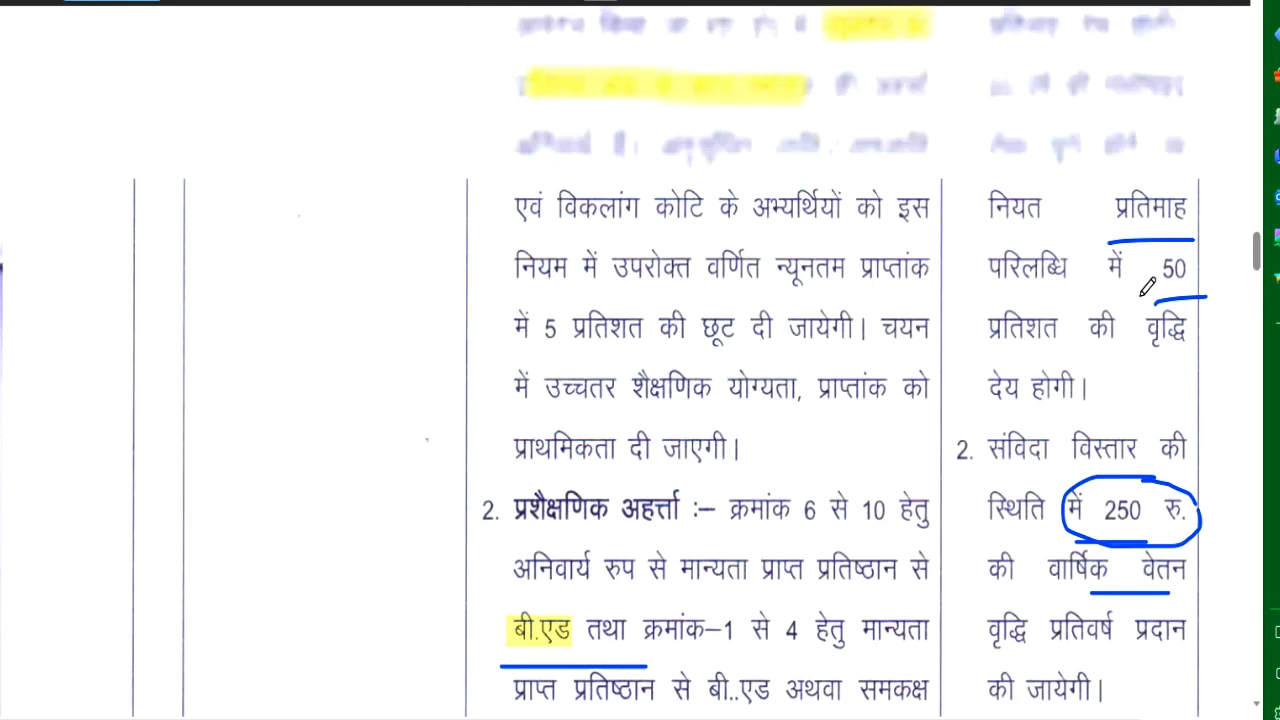 एवं विकलांग कोटि के अभ्यर्थियों को इस
नियम में उपरोक्त वर्णित न्यूनतम प्राप्तांक
में 5 प्रतिशत की छूट दी जायेगी। चयन
में उच्चतर शैक्षणिक योग्यता, प्राप्तांक को
प्राथमिकता दी जाएगी।
2. प्रशैक्षणिक अहर्त्ता :– क्रमांक 6 से 10 हेतु
अनिवार्य रुप से मान्यता प्राप्त प्रतिष्ठान से
बी.एड तथा क्रमांक–1 से 4 हेतु मान्यता
प्राप्त प्रतिष्ठान से बी..एड अथवा समकक्ष
नियत प्रतिमाह
परिलब्धि में 50
प्रतिशत की वृद्धि
देय होगी।
2. संविदा विस्तार की
स्थिति में 250 रु.
की वार्षिक वेतन
वृद्धि प्रतिवर्ष प्रदान
की जायेगी।